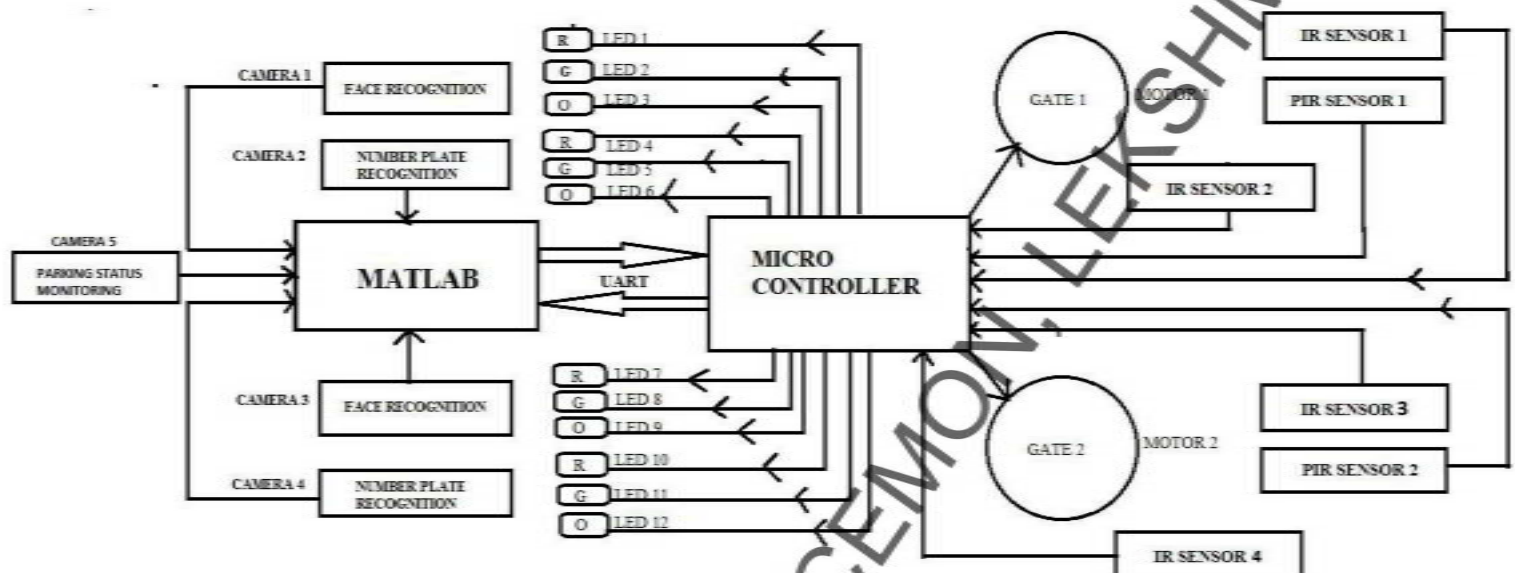 CAMERA 1
FACE RECOGNITION
CAMERA 2
NUMBER PLATE
RECOGNITION
CAMERA 5
PARKING STATUS
MONITORING
MATLAB
UART
CAMERA 3
FACE RECOGNITION
CAMERA 4
NUMBER PLATE
RECOGNITION
R LED 1
G LED 2
O LED 3
R LED 4
G LED 5
O LED 6
MICRO
CONTROLLER
R LED 7
G LED 8
O LED 9
R LED 10
G LED 11
O LED 12
GATE 1
MOTOR 1
IR SENSOR 1
PIR SENSOR 1
IR SENSOR 2
IR SENSOR 3
PIR SENSOR 2
GATE 2
MOTOR 2
IR SENSOR 4